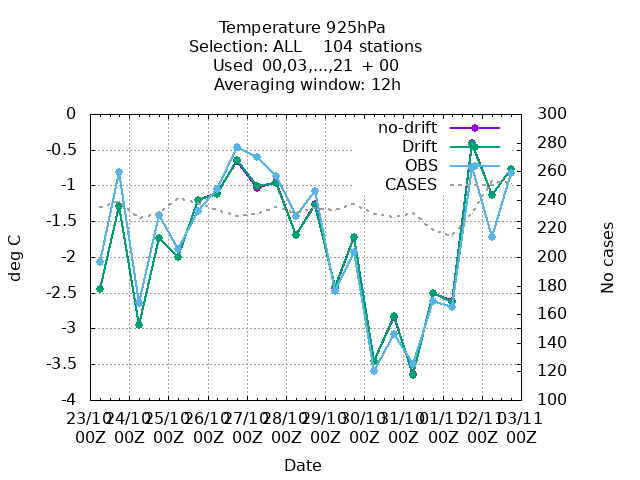 Temperature 925hPa
Selection: ALL 104 stations
Used 00,03,...,21 + 00
Averaging window: 12h
0
-0.5
-1
-1.5
-2
-2.5
-3
-3.5
-4
300
280
260
240
220
200
180
160
140
120
100
no-drift
Drift
OBS
CASES
deg C
No cases
23/10 24/10 25/10 26/10 27/10 28/10 29/10 30/10 31/10 01/11 02/11 03/11
00Z 00Z 00Z 00Z 00Z 00Z 00Z 00Z 00Z 00Z 00Z 00Z
Date